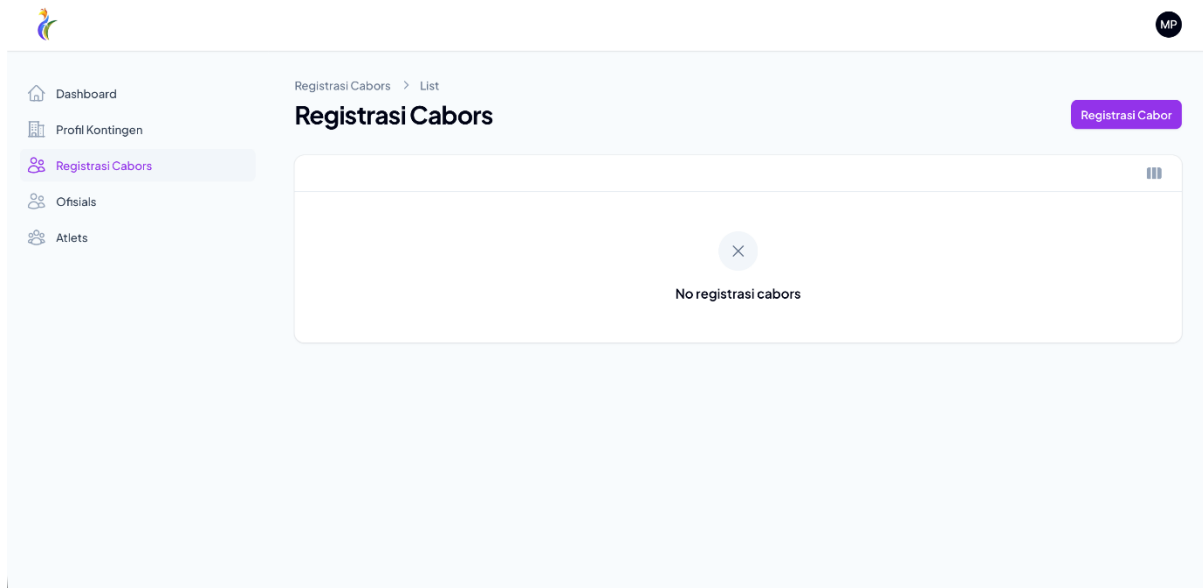 MP
Dashboard
Profil Kontingen
Registrasi Cabors
Ofisials
Atlets
Registrasi Cabors > List
Registrasi Cabors
Registrasi Cabor
No registrasi cabors